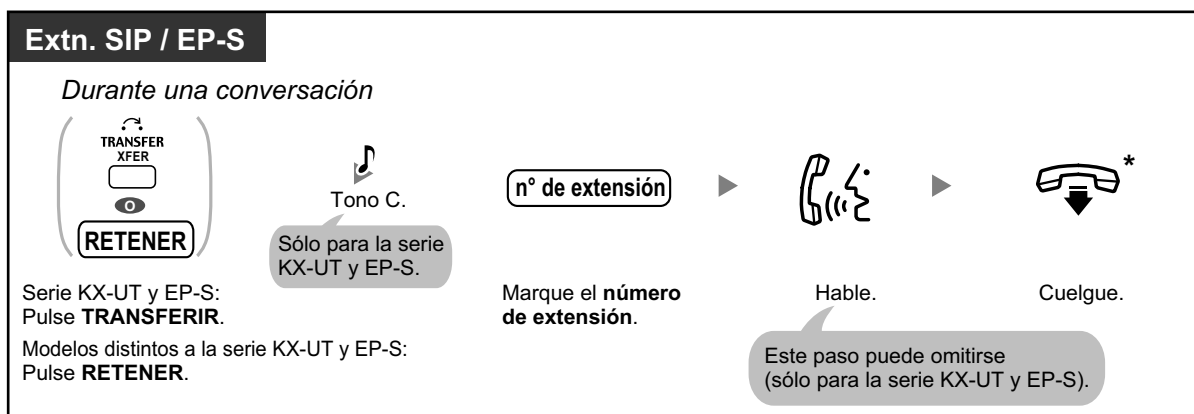 Extn. SIP / EP-S
Durante una conversación
TRANSFER
XFER
O
RETENER
Tono C.
Sólo para la serie
KX-UT y EP-S.
n° de extensión
*
Serie KX-UT y EP-S:
Pulse TRANSFERIR.
Modelos distintos a la serie KX-UT y EP-S:
Pulse RETENER.
Marque el número
de extensión.
Hable.
Cuelgue.
Este paso puede omitirse
(sólo para la serie KX-UT y EP-S).